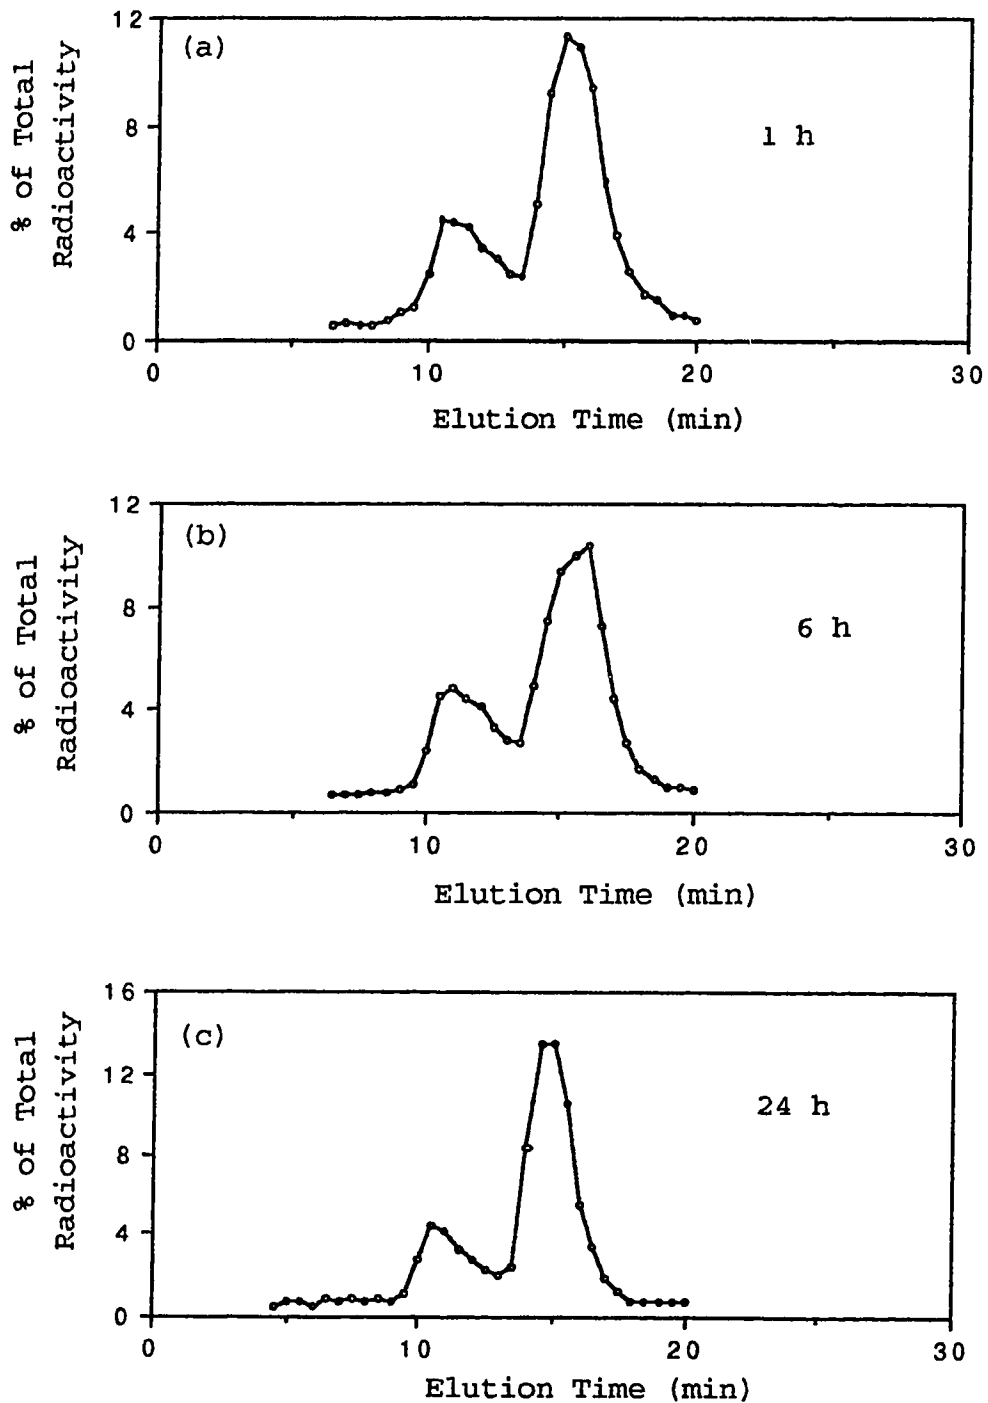 % of Total
Radioactivity
(a)
1 h
12
8
4
0
0 10 20 30
Elution Time (min)
% of Total
Radioactivity
(b)
6 h
12
8
4
0
0 10 20 30
Elution Time (min)
% of Total
Radioactivity
(c)
24 h
16
12
8
4
0
0 10 20 30
Elution Time (min)